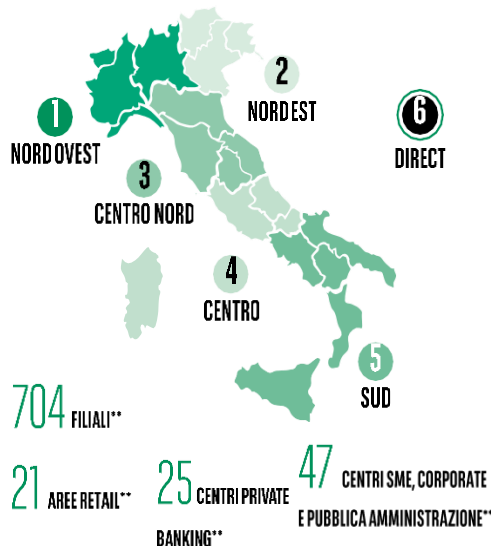 1
NORD OVEST
2
NORD EST
6
DIRECT
3
CENTRO NORD
4
CENTRO
5
SUD
704 FILIALI**
21 AREE RETAIL**
25 CENTRI PRIVATE
BANKING**
47 CENTRI SME, CORPORATE
E PUBBLICA AMMINISTRAZIONE**